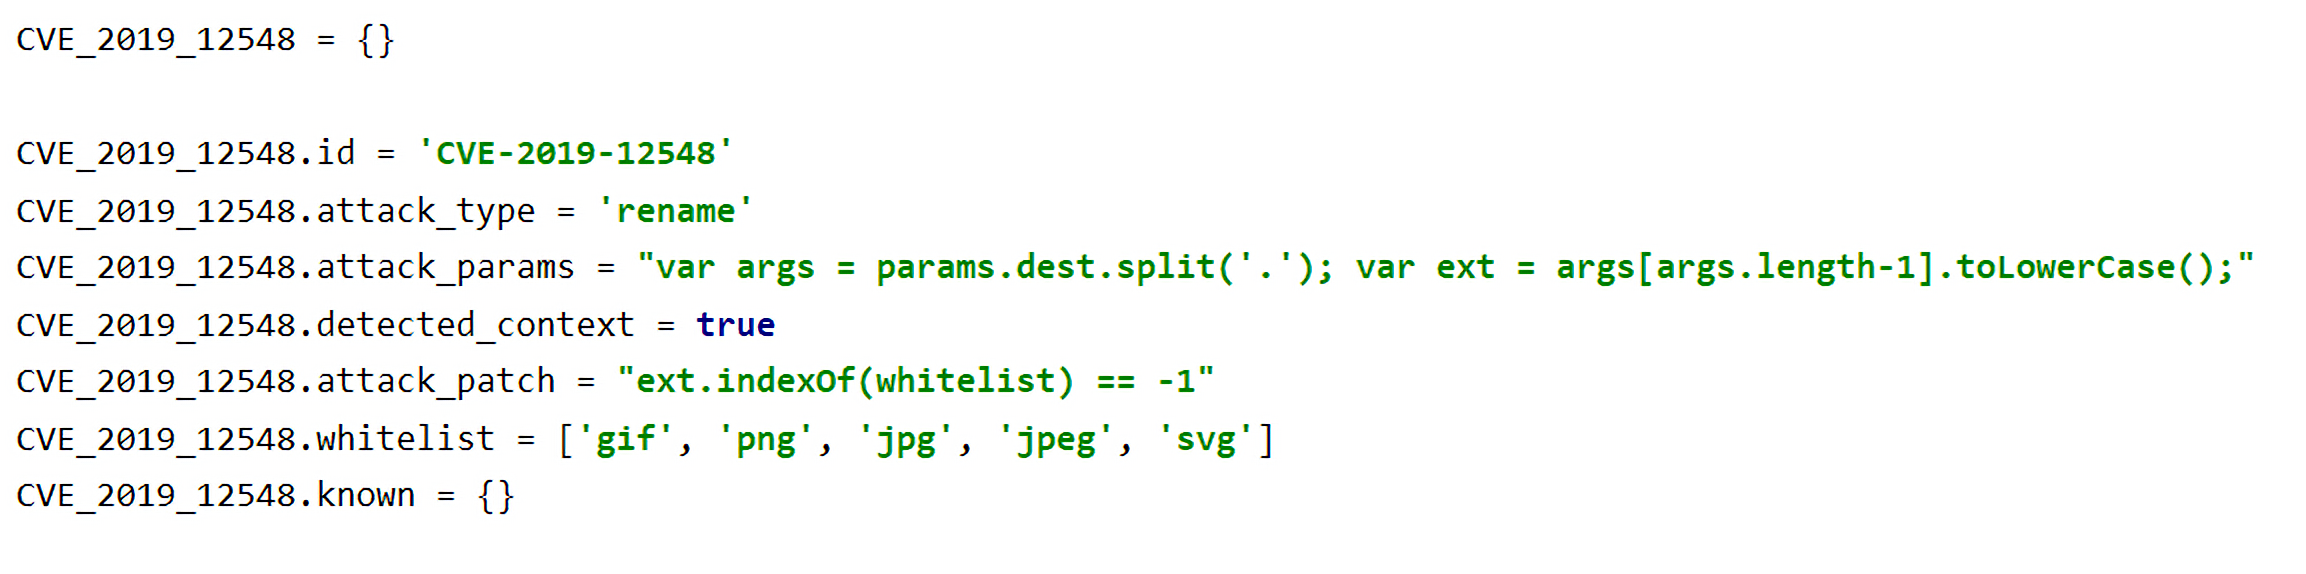 CVE_2019_12548 = {}
CVE_2019_12548.id = 'CVE-2019-12548'
CVE_2019_12548.attack_type = 'rename'
CVE_2019_12548.attack_params = "var args = params.dest.split('.'); var ext = args[args.length-1].toLowerCase();"
CVE_2019_12548.detected_context = true
CVE_2019_12548.attack_patch = "ext.indexOf(whitelist) == -1"
CVE_2019_12548.whitelist = ['gif', 'png', 'jpg', 'jpeg', 'svg']
CVE_2019_12548.known = {}